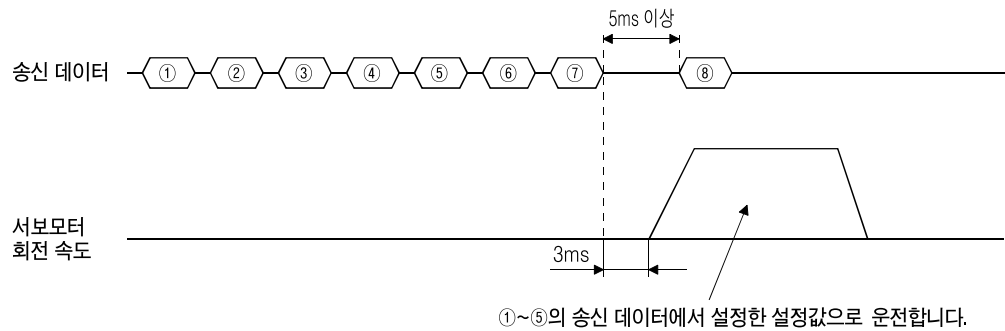 5ms 이상
송신 데이터
① ② ③ ④ ⑤ ⑥ ⑦ ⑧
서보모터
회전 속도
3ms
①~⑤의 송신 데이터에서 설정한 설정값으로 운전합니다.